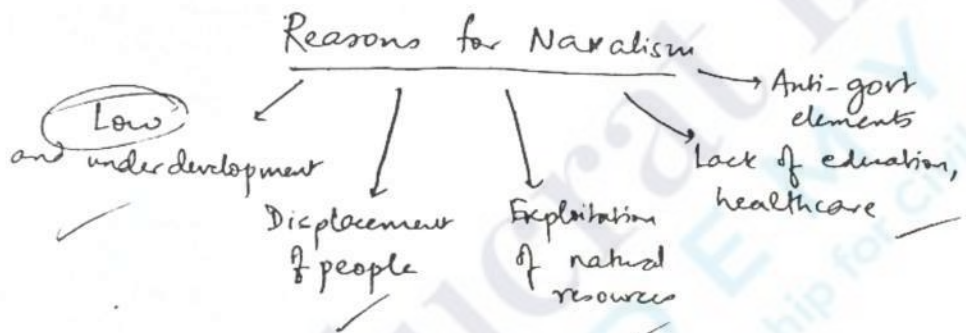 Reasons for Naxalism
Low
and underdevelopment
Displacement
of people
Exploitation
of natural
resources
Lack of education,
healthcare
Anti-govt
elements